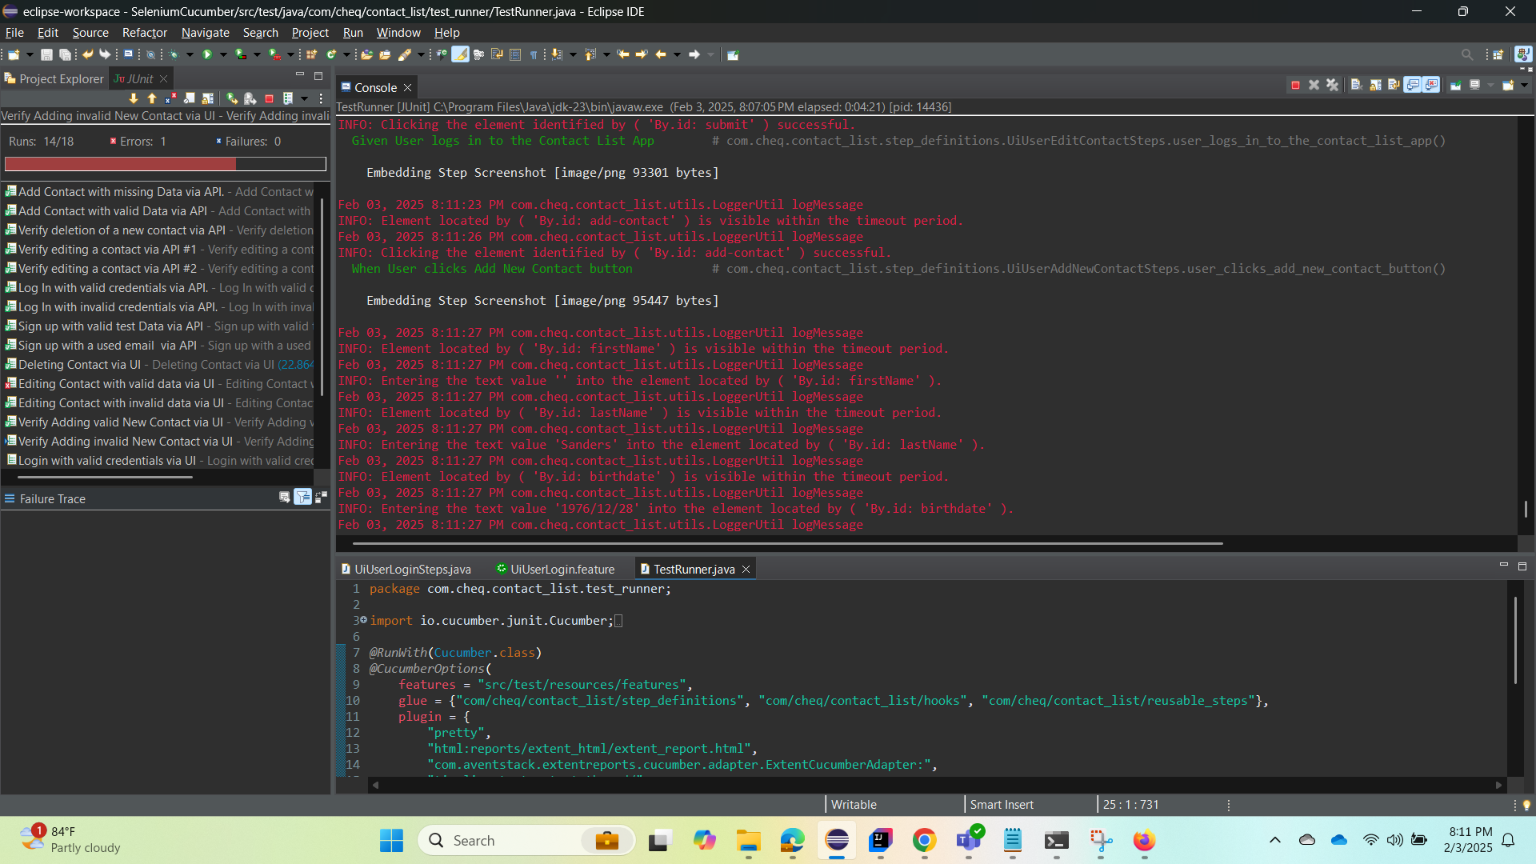 eclipse-workspace - SeleniumCucumber/src/test/java/com/cheq/contact_list/test_runner/TestRunner.java - Eclipse IDE
File Edit Source Refactor Navigate Search Project Run Window Help
Project Explorer JUnit
Verify Adding invalid New Contact via UI - Verify Adding invali
Runs: 14/18 Errors: 1 Failures: 0
Add Contact with missing Data via API. - Add Contact w
Add Contact with valid Data via API - Add Contact with
Verify deletion of a new contact via API - Verify deletion
Verify editing a contact via API #1 - Verify editing a cont
Verify editing a contact via API #2 - Verify editing a cont
Log In with valid credentials via API. - Log In with valid c
Log In with invalid credentials via API. - Log In with inva
Sign up with valid test Data via API - Sign up with valid
Sign up with a used email via API - Sign up with a used
Deleting Contact via UI - Deleting Contact via UI (22.864
Editing Contact with valid data via UI - Editing Contact
Editing Contact with invalid data via UI - Editing Contac
Verify Adding valid New Contact via UI - Verify Adding v
Verify Adding invalid New Contact via UI - Verify Adding
Login with valid credentials via UI - Login with valid cred
Failure Trace
Console
TestRunner [JUnit] C:\Program Files\Java\jdk-23\bin\javaw.exe (Feb 3, 2025, 8:07:05 PM elapsed: 0:04:21) [pid: 14436]
INFO: Clicking the element identified by ( 'By.id: submit' ) successful.
Given User logs in to the Contact List App # com.cheq.contact_list.step_definitions.UiUserEditContactSteps.user_logs_in_to_the_contact_list_app()
Embedding Step Screenshot [image/png 93301 bytes]
Feb 03, 2025 8:11:23 PM com.cheq.contact_list.utils.LoggerUtil logMessage
INFO: Element located by ( 'By.id: add-contact' ) is visible within the timeout period.
Feb 03, 2025 8:11:26 PM com.cheq.contact_list.utils.LoggerUtil logMessage
INFO: Clicking the element identified by ( 'By.id: add-contact' ) successful.
When User clicks Add New Contact button # com.cheq.contact_list.step_definitions.UiUserAddNewContactSteps.user_clicks_add_new_contact_button()
Embedding Step Screenshot [image/png 95447 bytes]
Feb 03, 2025 8:11:27 PM com.cheq.contact_list.utils.LoggerUtil logMessage
INFO: Element located by ( 'By.id: firstName' ) is visible within the timeout period.
Feb 03, 2025 8:11:27 PM com.cheq.contact_list.utils.LoggerUtil logMessage
INFO: Entering the text value '' into the element located by ( 'By.id: firstName' ).
Feb 03, 2025 8:11:27 PM com.cheq.contact_list.utils.LoggerUtil logMessage
INFO: Element located by ( 'By.id: lastName' ) is visible within the timeout period.
Feb 03, 2025 8:11:27 PM com.cheq.contact_list.utils.LoggerUtil logMessage
INFO: Entering the text value 'Sanders' into the element located by ( 'By.id: lastName' ).
Feb 03, 2025 8:11:27 PM com.cheq.contact_list.utils.LoggerUtil logMessage
INFO: Element located by ( 'By.id: birthdate' ) is visible within the timeout period.
Feb 03, 2025 8:11:27 PM com.cheq.contact_list.utils.LoggerUtil logMessage
INFO: Entering the text value '1976/12/28' into the element located by ( 'By.id: birthdate' ).
Feb 03, 2025 8:11:27 PM com.cheq.contact_list.utils.LoggerUtil logMessage
UiUserLoginSteps.java UiUserLogin.feature TestRunner.java
1 package com.cheq.contact_list.test_runner;
2
3 import io.cucumber.junit.Cucumber;
6
7 @RunWith(Cucumber.class)
8 @CucumberOptions(
9 features = "src/test/resources/features",
10 glue = {"com/cheq/contact_list/step_definitions", "com/cheq/contact_list/hooks", "com/cheq/contact_list/reusable_steps"},
11 plugin = {
12 "pretty",
13 "html:reports/extent_html/extent_report.html",
14 "com.aventstack.extentreports.cucumber.adapter.ExtentCucumberAdapter:",
Writable Smart Insert 25 : 1 : 731
1
84°F
Partly cloudy
Search
8:11 PM
2/3/2025